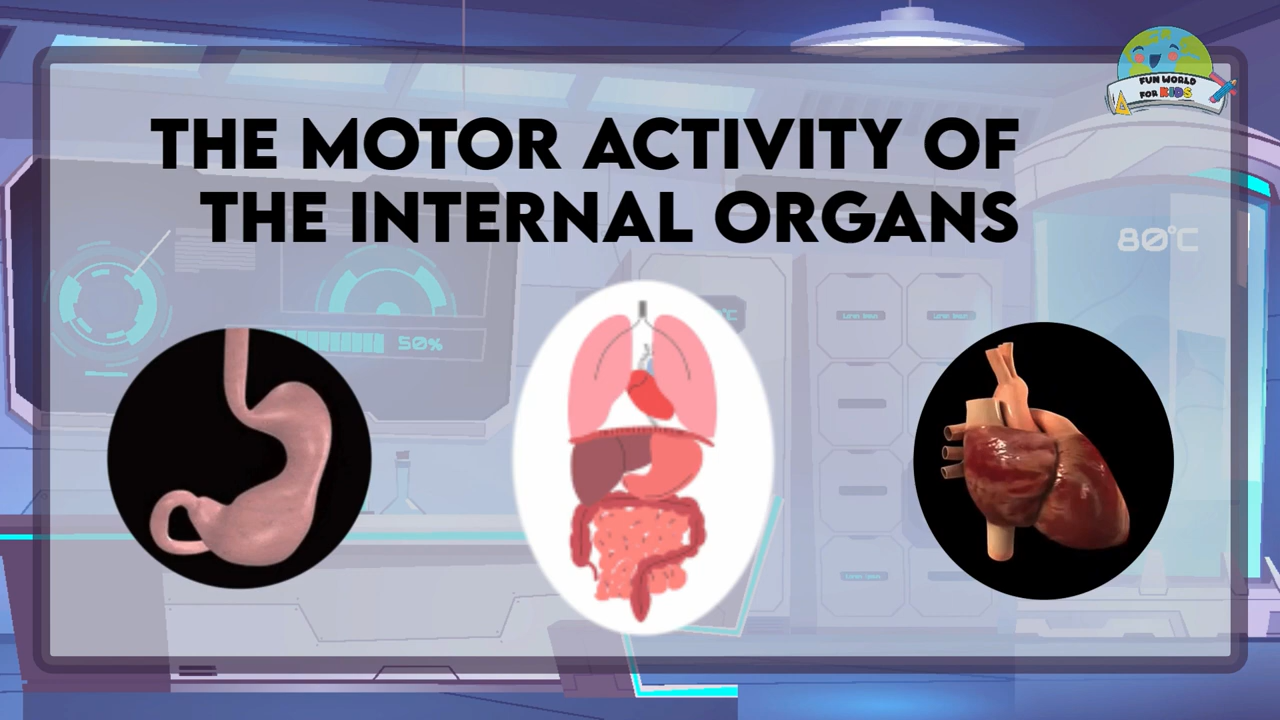 FUN WORLD
FOR KIDS
THE MOTOR ACTIVITY OF
THE INTERNAL ORGANS
80°C
50%